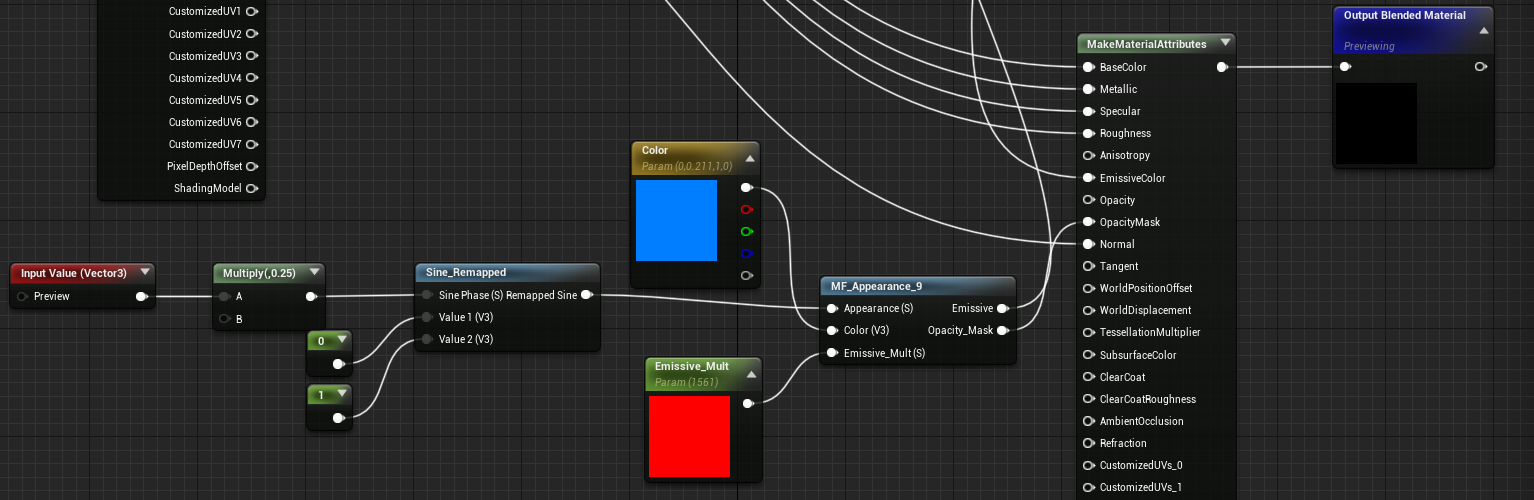 CustomizedUV1
CustomizedUV2
CustomizedUV3
CustomizedUV4
CustomizedUV5
CustomizedUV6
CustomizedUV7
PixelDepthOffset
ShadingModel
Input Value (Vector3)
Preview
Multiply(,0.25)
A
B
0
1
Sine_Remapped
Sine Phase (S) Remapped Sine
Value 1 (V3)
Value 2 (V3)
Color
Param (0,0.211,1,0)
Emissive_Mult
Param (1561)
MF_Appearance_9
Appearance (S) Emissive
Color (V3) Opacity_Mask
Emissive_Mult (S)
MakeMaterialAttributes
BaseColor
Metallic
Specular
Roughness
Anisotropy
EmissiveColor
Opacity
OpacityMask
Normal
Tangent
WorldPositionOffset
WorldDisplacement
TessellationMultiplier
SubsurfaceColor
ClearCoat
ClearCoatRoughness
AmbientOcclusion
Refraction
CustomizedUVs_0
CustomizedUVs_1
Output Blended Material
Previewing